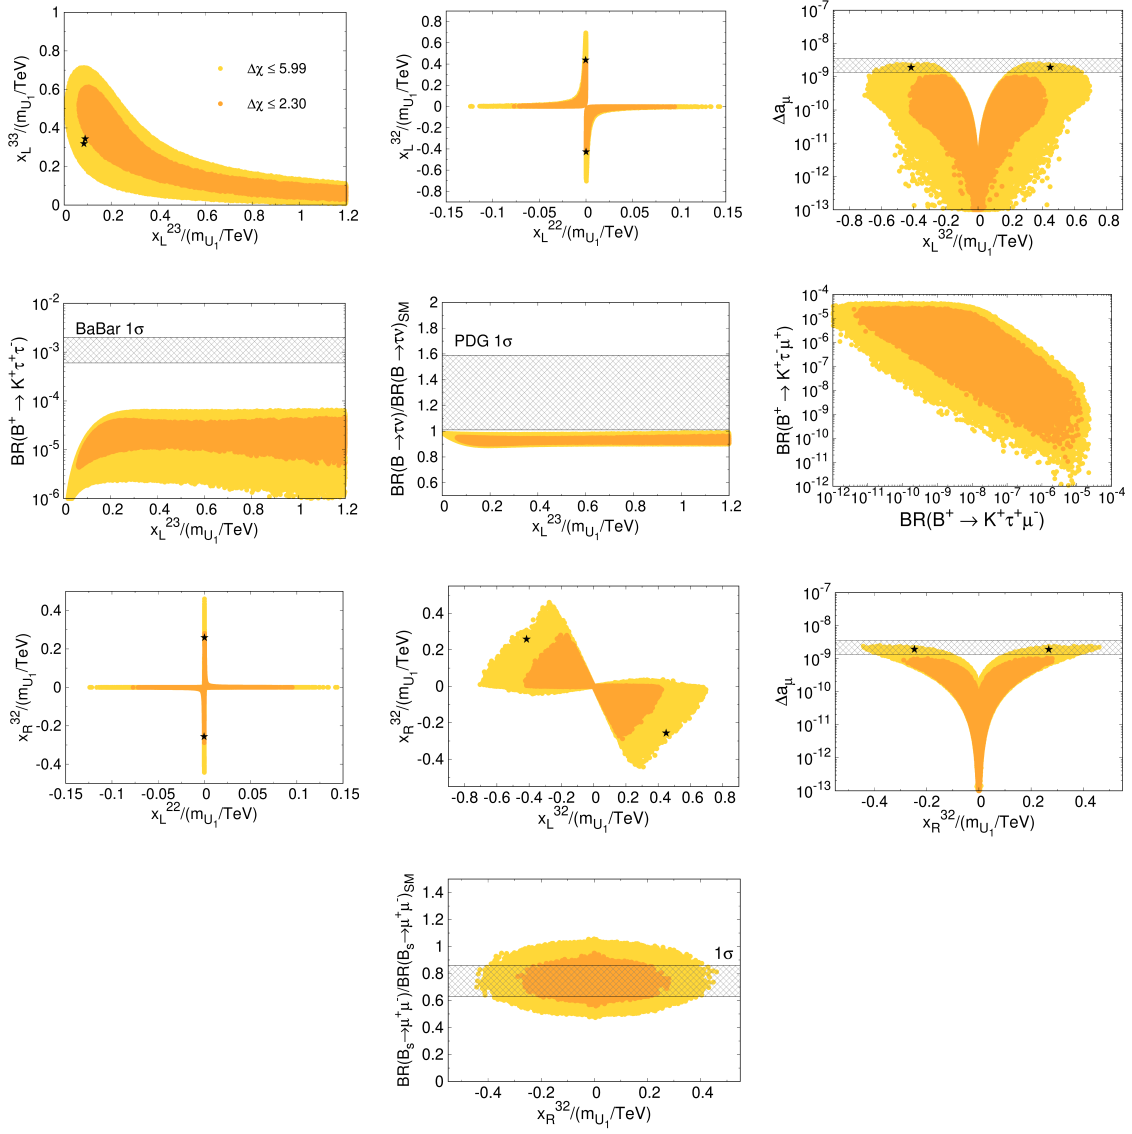 x_L^33/(m_U1/TeV)
1
0.8
0.6
0.4
0.2
0
Δχ ≤ 5.99
Δχ ≤ 2.30
0 0.2 0.4 0.6 0.8 1 1.2
x_L^23/(m_U1/TeV)
x_L^32/(m_U1/TeV)
0.8
0.6
0.4
0.2
0
-0.2
-0.4
-0.6
-0.8
-0.15 -0.1 -0.05 0 0.05 0.1 0.15
x_L^22/(m_U1/TeV)
Δa_μ
10^-7
10^-8
10^-9
10^-10
10^-11
10^-12
10^-13
-0.8 -0.6 -0.4 -0.2 0 0.2 0.4 0.6 0.8
x_L^32/(m_U1/TeV)
BR(B^+ → K^+ τ^+ τ^-)
10^-2
10^-3
10^-4
10^-5
10^-6
BaBar 1σ
0 0.2 0.4 0.6 0.8 1 1.2
x_L^23/(m_U1/TeV)
BR(B → τν)/BR(B → τν)_SM
2
1.8
1.6
1.4
1.2
1
0.8
0.6
PDG 1σ
0 0.2 0.4 0.6 0.8 1 1.2
x_L^23/(m_U1/TeV)
BR(B^+ → K^+ τ^- μ^+)
10^-4
10^-5
10^-6
10^-7
10^-8
10^-9
10^-10
10^-11
10^-12
10^-12 10^-11 10^-10 10^-9 10^-8 10^-7 10^-6 10^-5 10^-4
BR(B^+ → K^+ τ^+ μ^-)
x_R^32/(m_U1/TeV)
0.4
0.2
0
-0.2
-0.4
-0.15 -0.1 -0.05 0 0.05 0.1 0.15
x_L^22/(m_U1/TeV)
x_R^32/(m_U1/TeV)
0.4
0.2
0
-0.2
-0.4
-0.8 -0.6 -0.4 -0.2 0 0.2 0.4 0.6 0.8
x_L^32/(m_U1/TeV)
Δa_μ
10^-7
10^-8
10^-9
10^-10
10^-11
10^-12
10^-13
-0.4 -0.2 0 0.2 0.4
x_R^32/(m_U1/TeV)
BR(B_s→μ^+μ^-)/BR(B_s→μ^+μ^-)_SM
1.4
1.2
1
0.8
0.6
0.4
0.2
0
1σ
-0.4 -0.2 0 0.2 0.4
x_R^32/(m_U1/TeV)